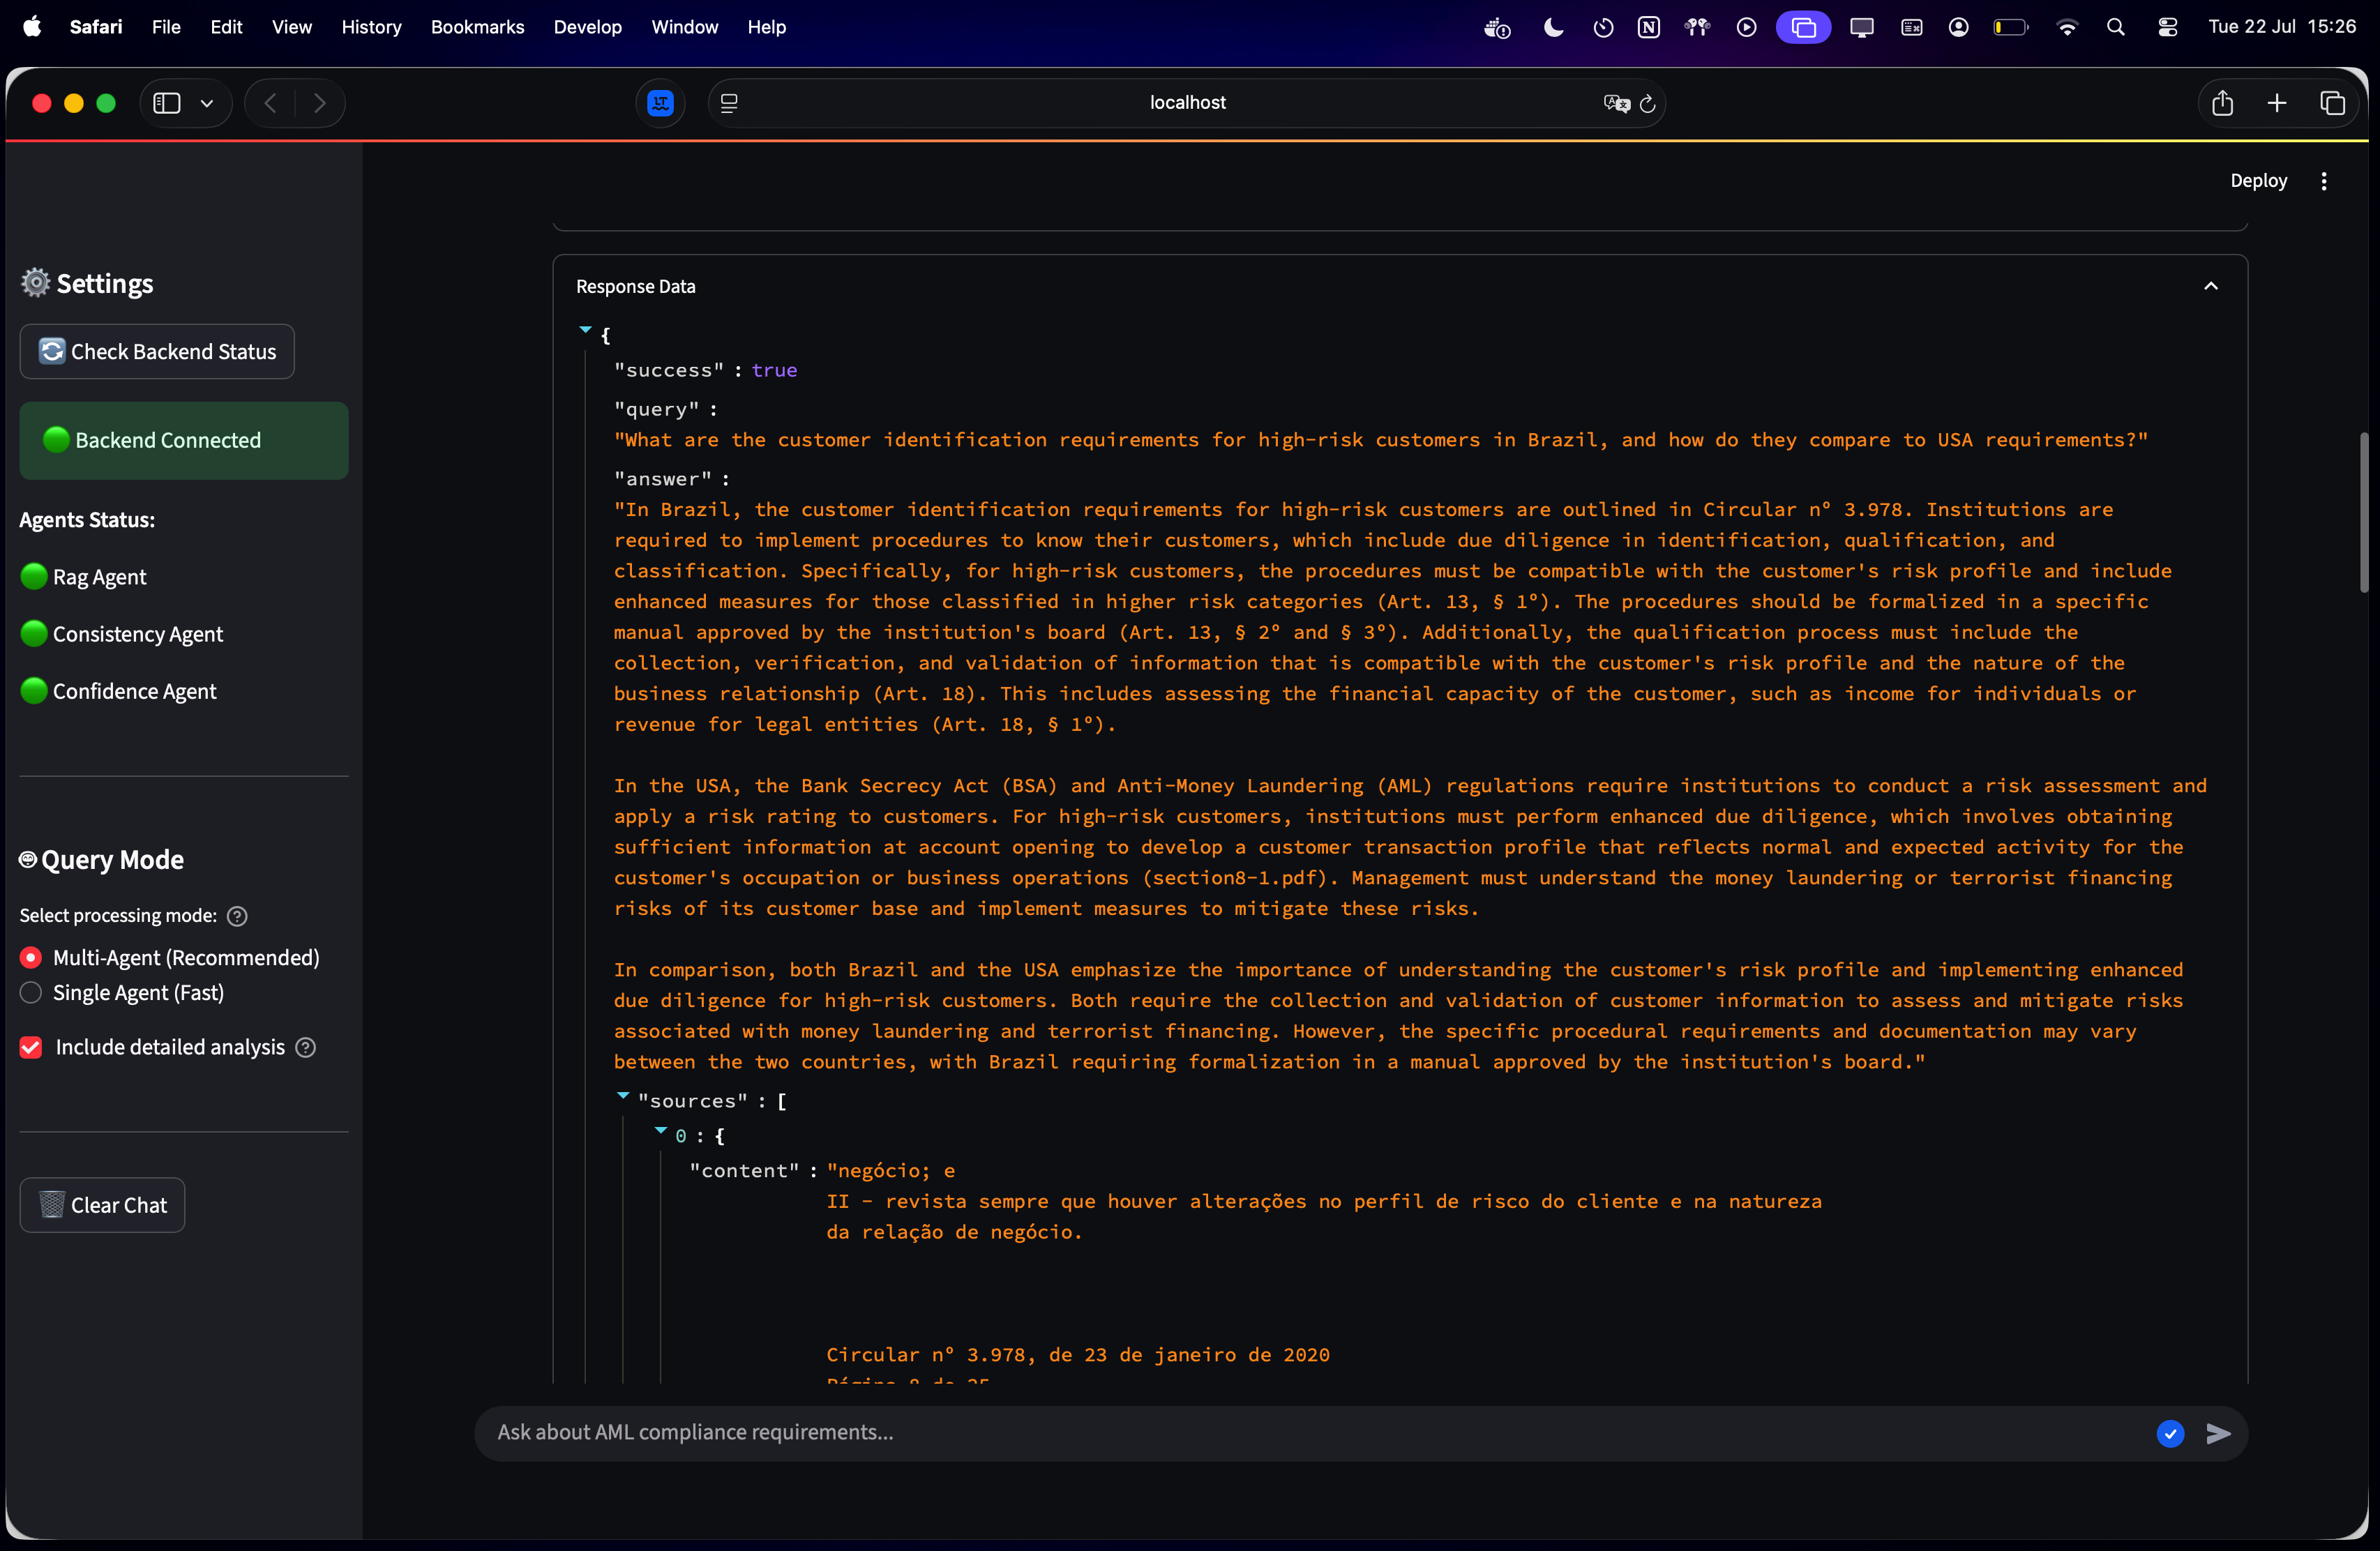 Safari File Edit View History Bookmarks Develop Window Help Tue 22 Jul 15:26
localhost
Deploy
Settings
Check Backend Status
Backend Connected
Agents Status:
Rag Agent
Consistency Agent
Confidence Agent
Query Mode
Select processing mode:
Multi-Agent (Recommended)
Single Agent (Fast)
Include detailed analysis
Clear Chat
Response Data
{
"success" : true
"query" :
"What are the customer identification requirements for high-risk customers in Brazil, and how do they compare to USA requirements?"
"answer" :
"In Brazil, the customer identification requirements for high-risk customers are outlined in Circular nº 3.978. Institutions are
required to implement procedures to know their customers, which include due diligence in identification, qualification, and
classification. Specifically, for high-risk customers, the procedures must be compatible with the customer's risk profile and include
enhanced measures for those classified in higher risk categories (Art. 13, § 1º). The procedures should be formalized in a specific
manual approved by the institution's board (Art. 13, § 2º and § 3º). Additionally, the qualification process must include the
collection, verification, and validation of information that is compatible with the customer's risk profile and the nature of the
business relationship (Art. 18). This includes assessing the financial capacity of the customer, such as income for individuals or
revenue for legal entities (Art. 18, § 1º).
In the USA, the Bank Secrecy Act (BSA) and Anti-Money Laundering (AML) regulations require institutions to conduct a risk assessment and
apply a risk rating to customers. For high-risk customers, institutions must perform enhanced due diligence, which involves obtaining
sufficient information at account opening to develop a customer transaction profile that reflects normal and expected activity for the
customer's occupation or business operations (section8-1.pdf). Management must understand the money laundering or terrorist financing
risks of its customer base and implement measures to mitigate these risks.
In comparison, both Brazil and the USA emphasize the importance of understanding the customer's risk profile and implementing enhanced
due diligence for high-risk customers. Both require the collection and validation of customer information to assess and mitigate risks
associated with money laundering and terrorist financing. However, the specific procedural requirements and documentation may vary
between the two countries, with Brazil requiring formalization in a manual approved by the institution's board."
"sources" : [
0 : {
"content" : "negócio; e
II - revista sempre que houver alterações no perfil de risco do cliente e na natureza
da relação de negócio.
Circular nº 3.978, de 23 de janeiro de 2020
Ask about AML compliance requirements...